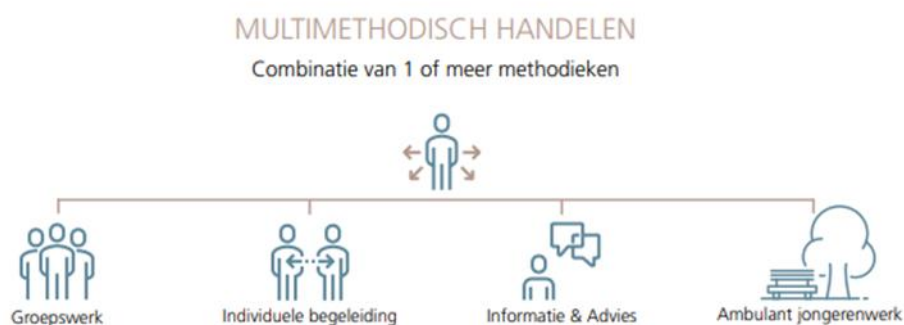 MULTIMETHODISCH HANDELEN
Combinatie van 1 of meer methodieken
Groepswerk
Individuele begeleiding
Informatie & Advies
Ambulant jongerenwerk